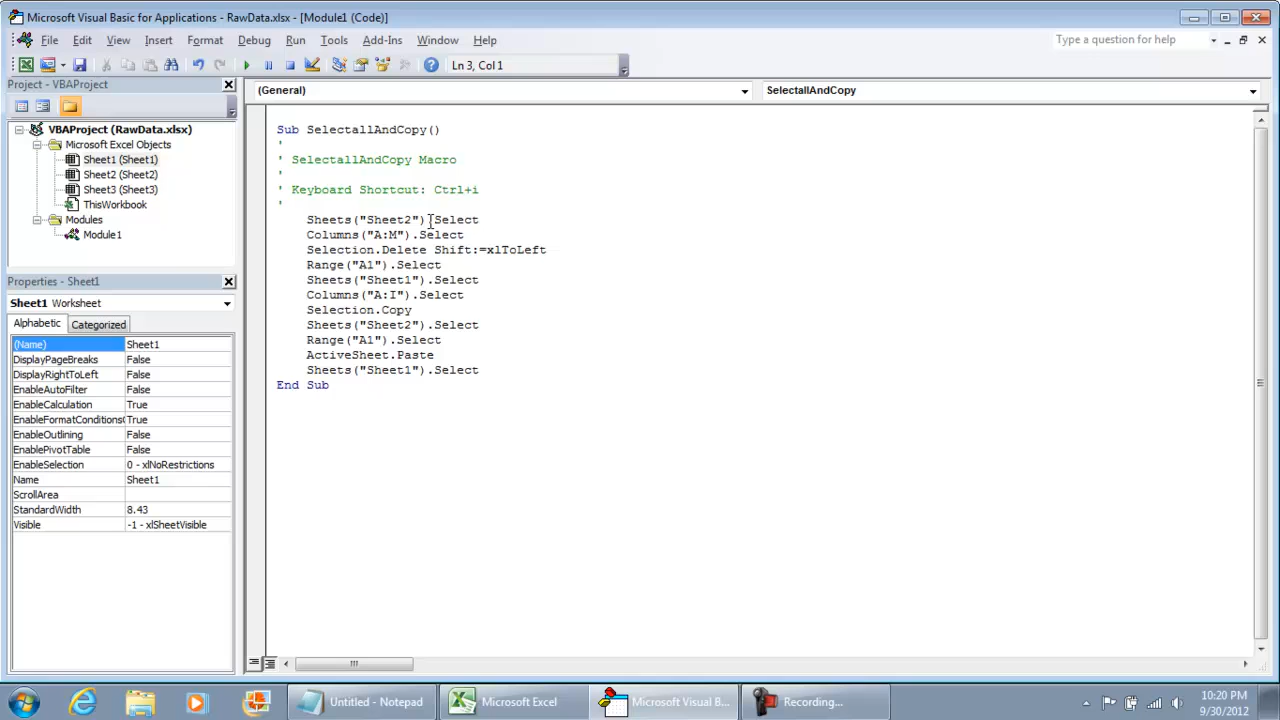 Microsoft Visual Basic for Applications - RawData.xlsx - [Module1 (Code)]
File Edit View Insert Format Debug Run Tools Add-Ins Window Help
Type a question for help
Ln 3, Col 1
Project - VBAProject
(General)
SelectallAndCopy
VBAProject (RawData.xlsx)
Microsoft Excel Objects
Sheet1 (Sheet1)
Sheet2 (Sheet2)
Sheet3 (Sheet3)
ThisWorkbook
Modules
Module1
Properties - Sheet1
Sheet1 Worksheet
Alphabetic Categorized
(Name) Sheet1
DisplayPageBreaks False
DisplayRightToLeft False
EnableAutoFilter False
EnableCalculation True
EnableFormatConditionsC True
EnableOutlining False
EnablePivotTable False
EnableSelection 0 - xlNoRestrictions
Name Sheet1
ScrollArea
StandardWidth 8.43
Visible -1 - xlSheetVisible
Sub SelectallAndCopy()
'
' SelectallAndCopy Macro
'
' Keyboard Shortcut: Ctrl+i
'
Sheets("Sheet2").Select
Columns("A:M").Select
Selection.Delete Shift:=xlToLeft
Range("A1").Select
Sheets("Sheet1").Select
Columns("A:I").Select
Selection.Copy
Sheets("Sheet2").Select
Range("A1").Select
ActiveSheet.Paste
Sheets("Sheet1").Select
End Sub
Untitled - Notepad
Microsoft Excel
Microsoft Visual B...
Recording...
10:20 PM
9/30/2012